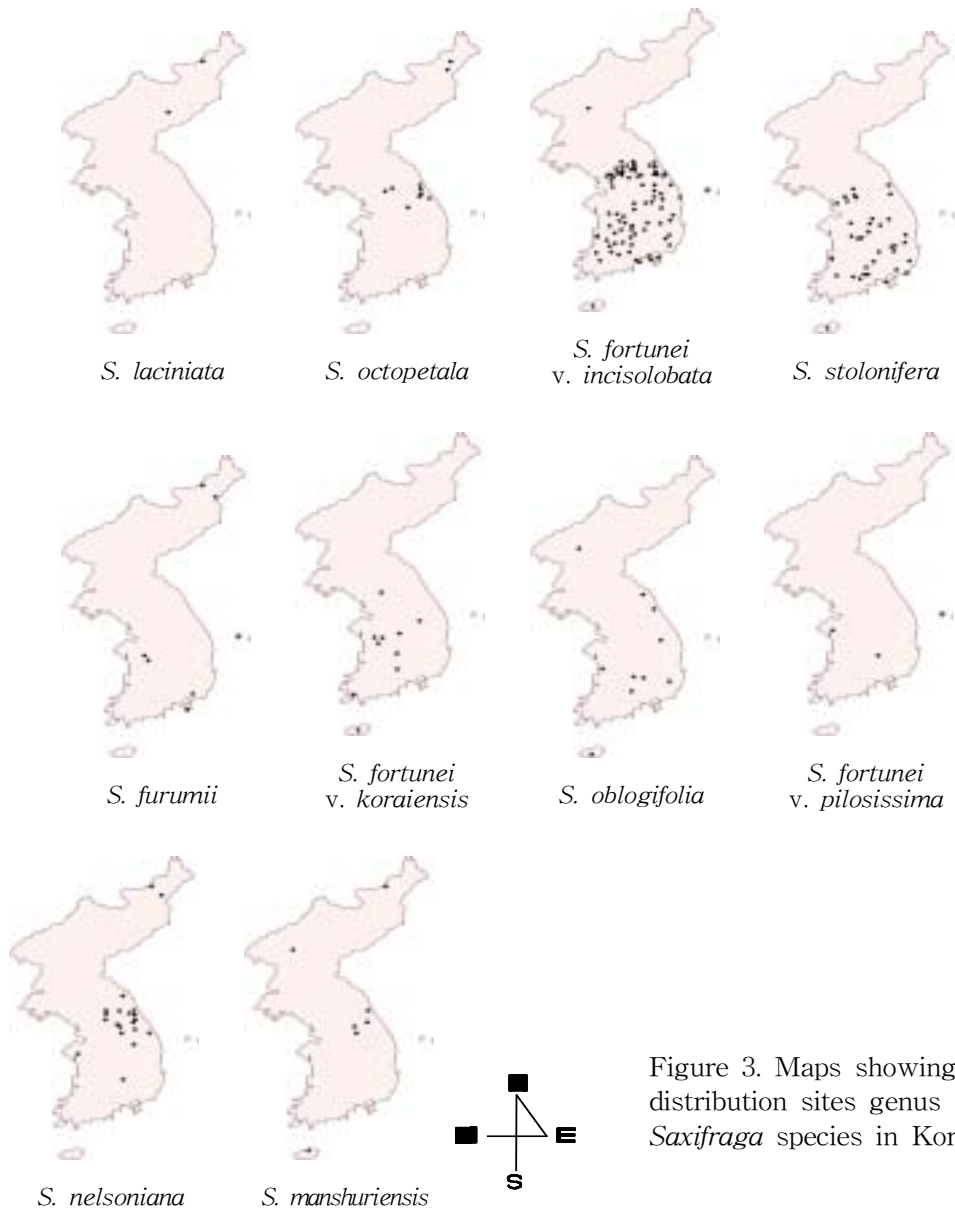 S. laciniata
S. octopetala
S. fortunei
v. incisolobata
S. stolonifera
S. furumii
S. fortunei
v. koraiensis
S. oblogifolia
S. fortunei
v. pilosissima
S. nelsoniana
S. manshuriensis
E
S
Figure 3. Maps showing
distribution sites genus
Saxifraga species in Kor